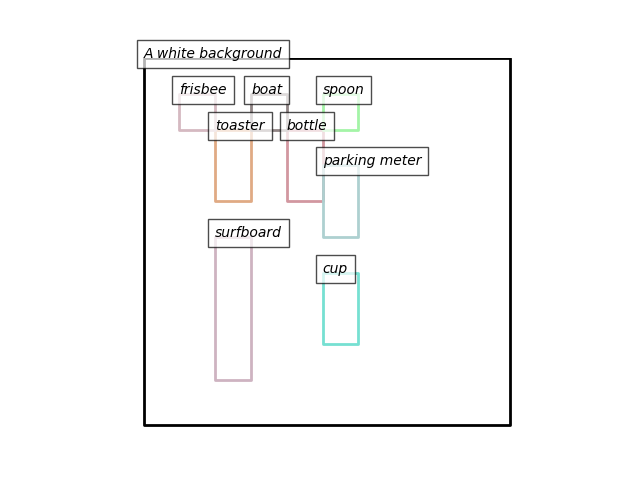 A white background
frisbee
boat
spoon
toaster
bottle
parking meter
surfboard
cup